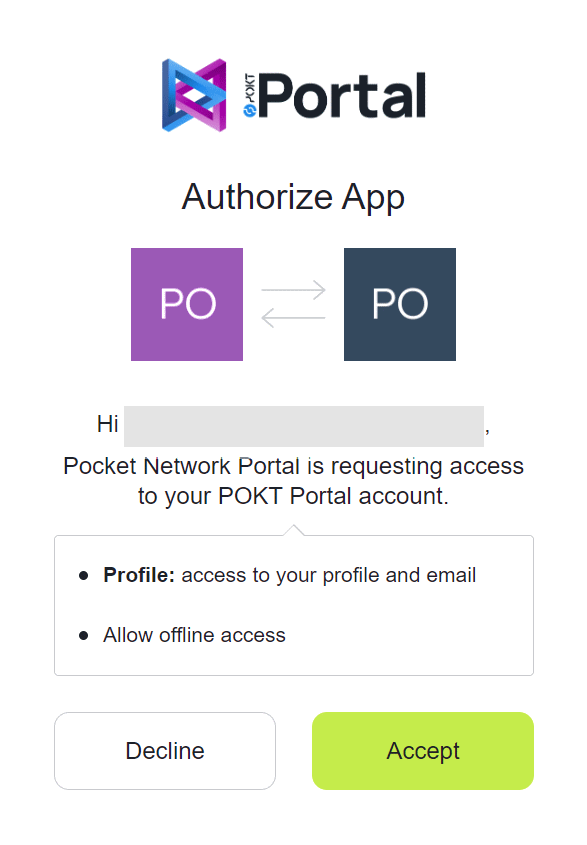 POKT
Portal
Authorize App
PO
PO
Hi ,
Pocket Network Portal is requesting access
to your POKT Portal account.
Profile: access to your profile and email
Allow offline access
Decline
Accept